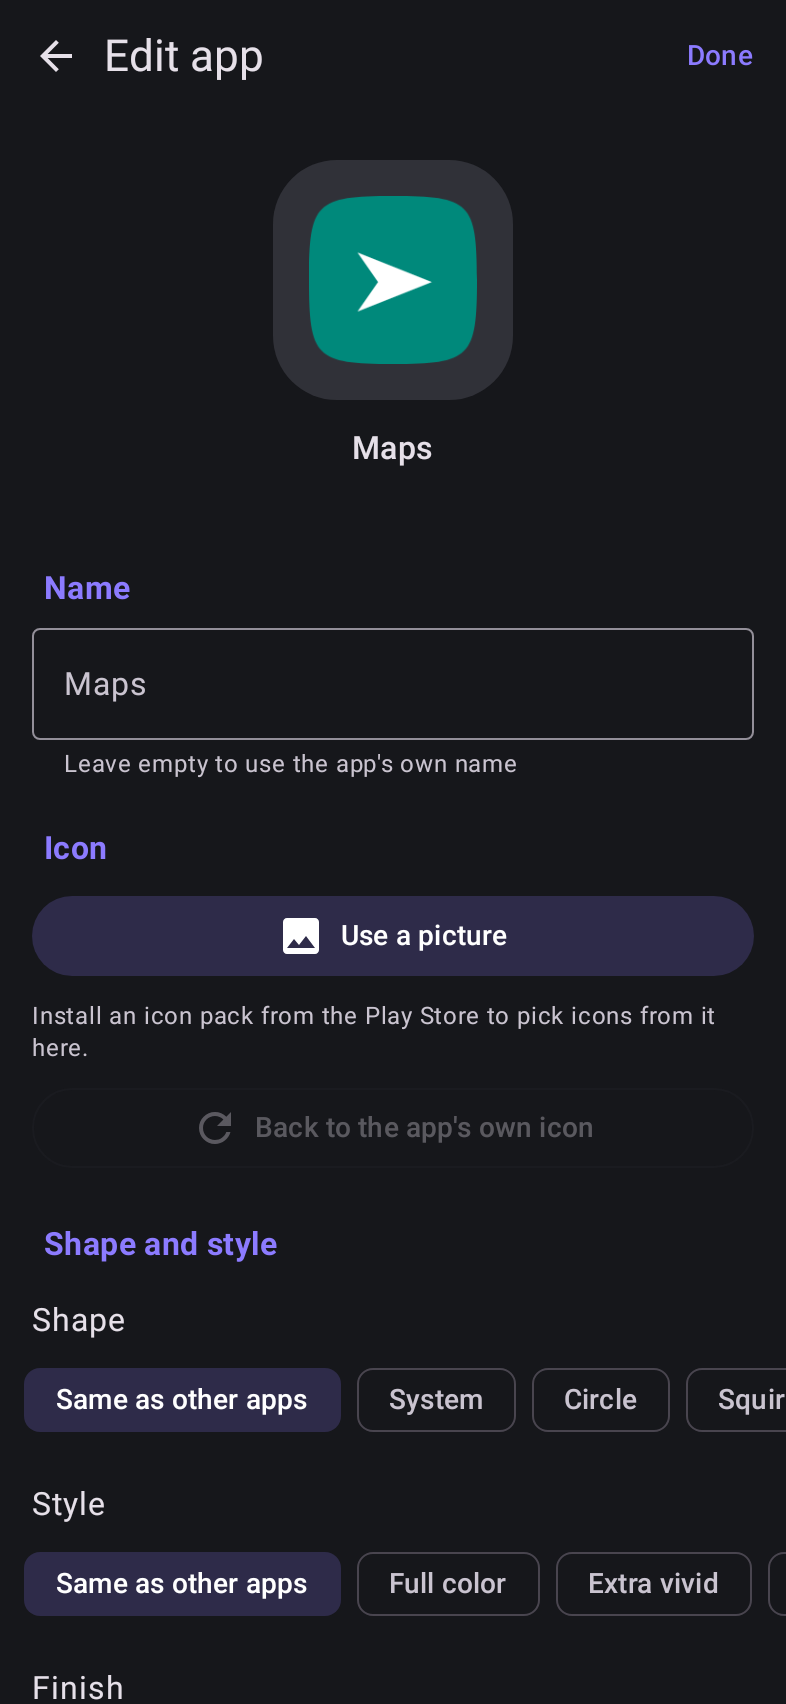 Edit app
Done
Maps
Name
Maps
Leave empty to use the app's own name
Icon
Use a picture
Install an icon pack from the Play Store to pick icons from it
here.
Back to the app's own icon
Shape and style
Shape
Same as other apps
System
Circle
Squir
Style
Same as other apps
Full color
Extra vivid
Finish